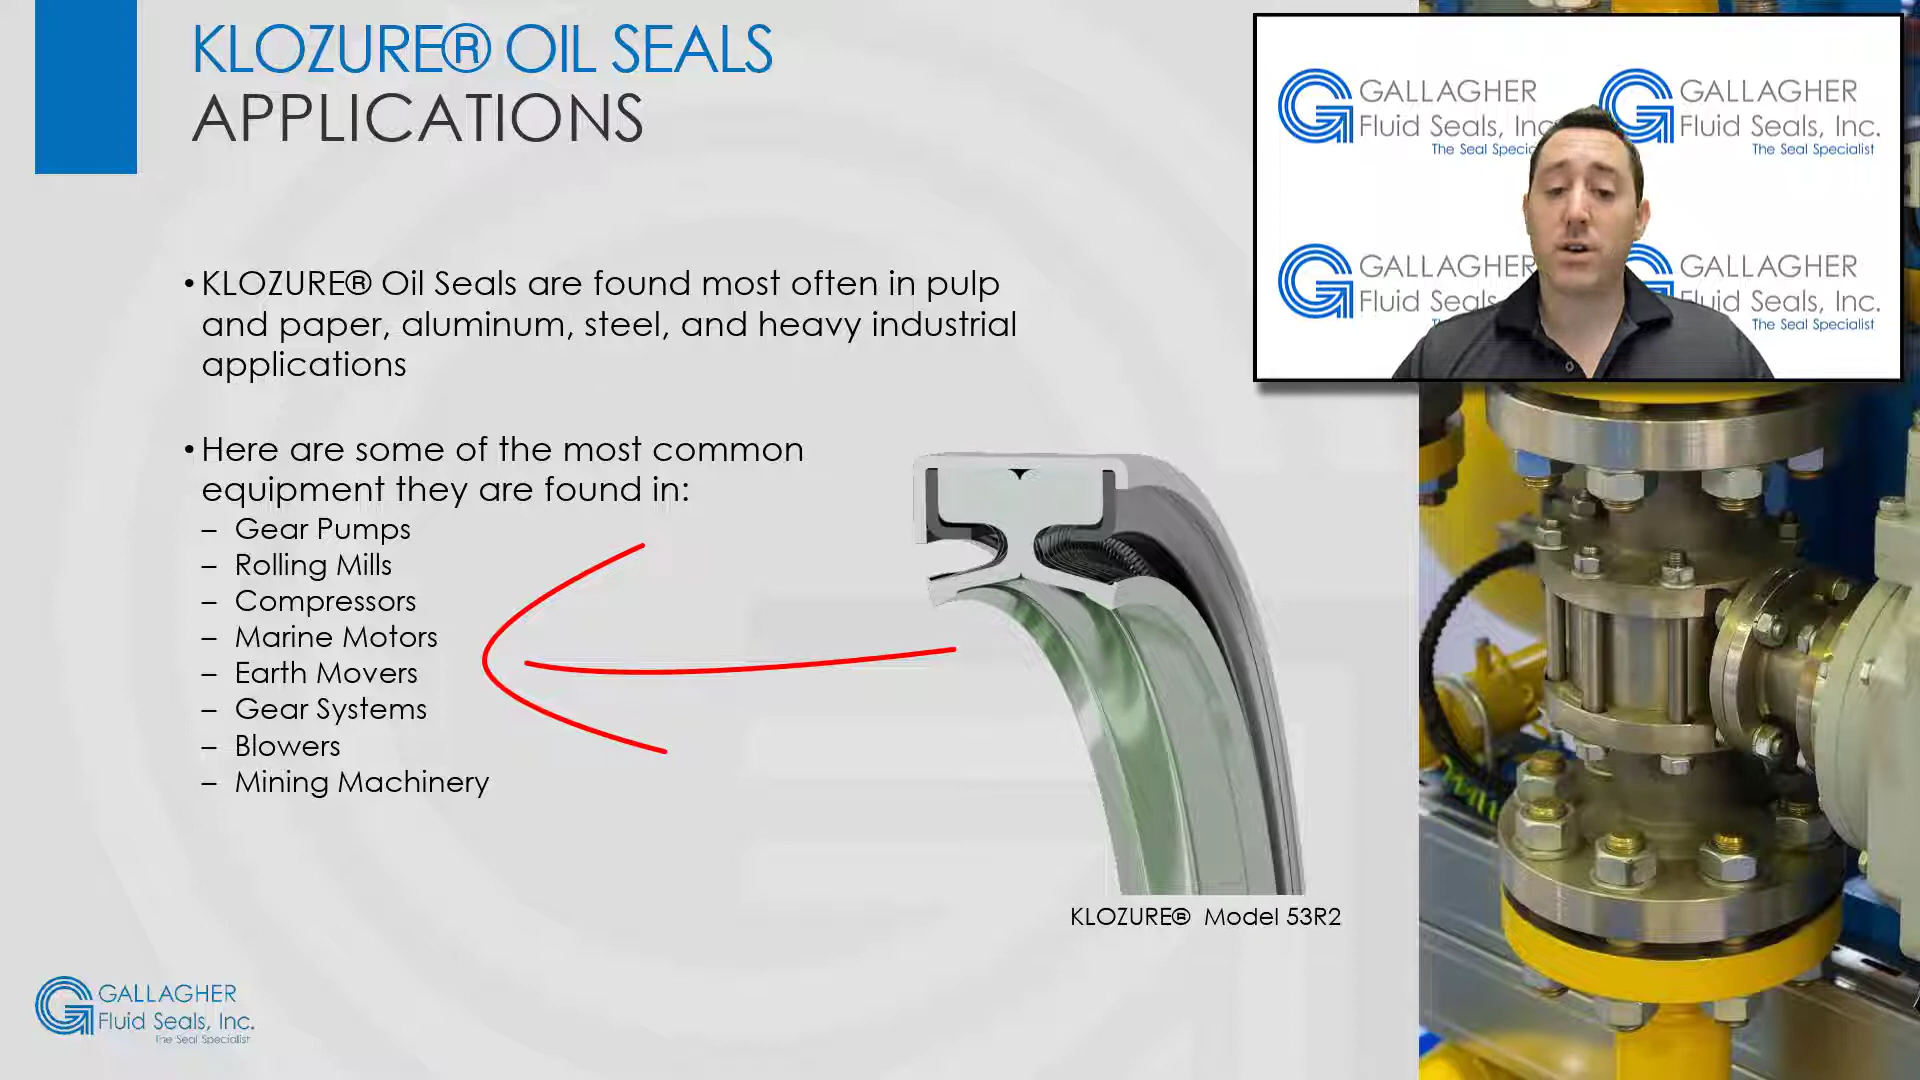 KLOZURE® OIL SEALS
APPLICATIONS
• KLOZURE® Oil Seals are found most often in pulp
and paper, aluminum, steel, and heavy industrial
applications
• Here are some of the most common
equipment they are found in:
– Gear Pumps
– Rolling Mills
– Compressors
– Marine Motors
– Earth Movers
– Gear Systems
– Blowers
– Mining Machinery
KLOZURE® Model 53R2
GALLAGHER
Fluid Seals, Inc.
The Seal Specialist
GALLAGHER
Fluid Seals, Inc
The Seal
GALLAGHER
Fluid Seals, Inc.
The Seal Specialist
GALLAGHER
Fluid Seals
GALLAGHER
Fluid Seals, Inc.
The Seal Specialist